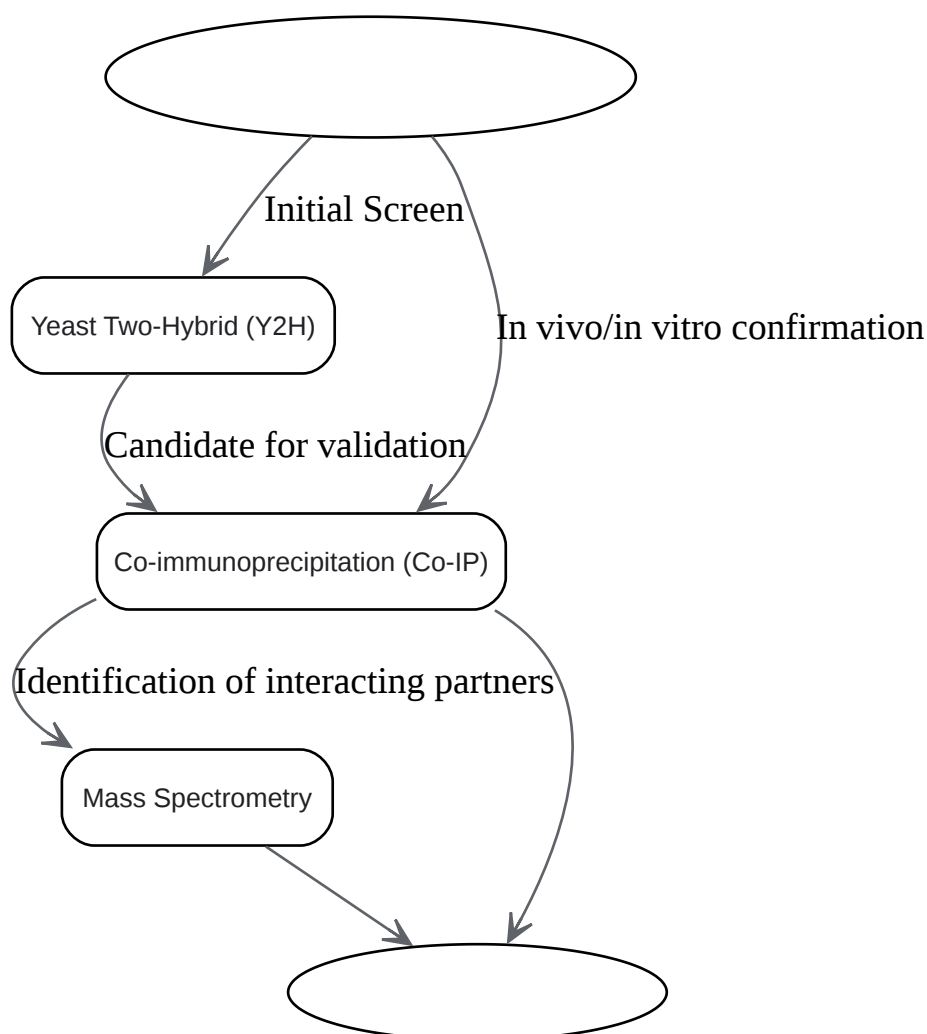 Initial Screen
Yeast Two-Hybrid (Y2H)
In vivo/in vitro confirmation
Candidate for validation
Co-immunoprecipitation (Co-IP)
Identification of interacting partners
Mass Spectrometry